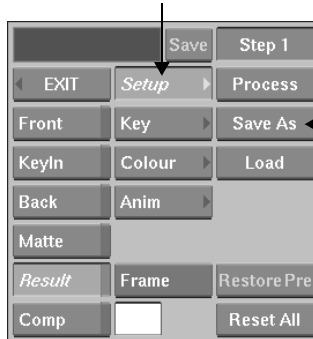 Save Step 1
EXIT Setup Process
Front Key Save As
KeyIn Colour Load
Back Anim
Matte
Result Frame Restore Pre
Comp Reset All